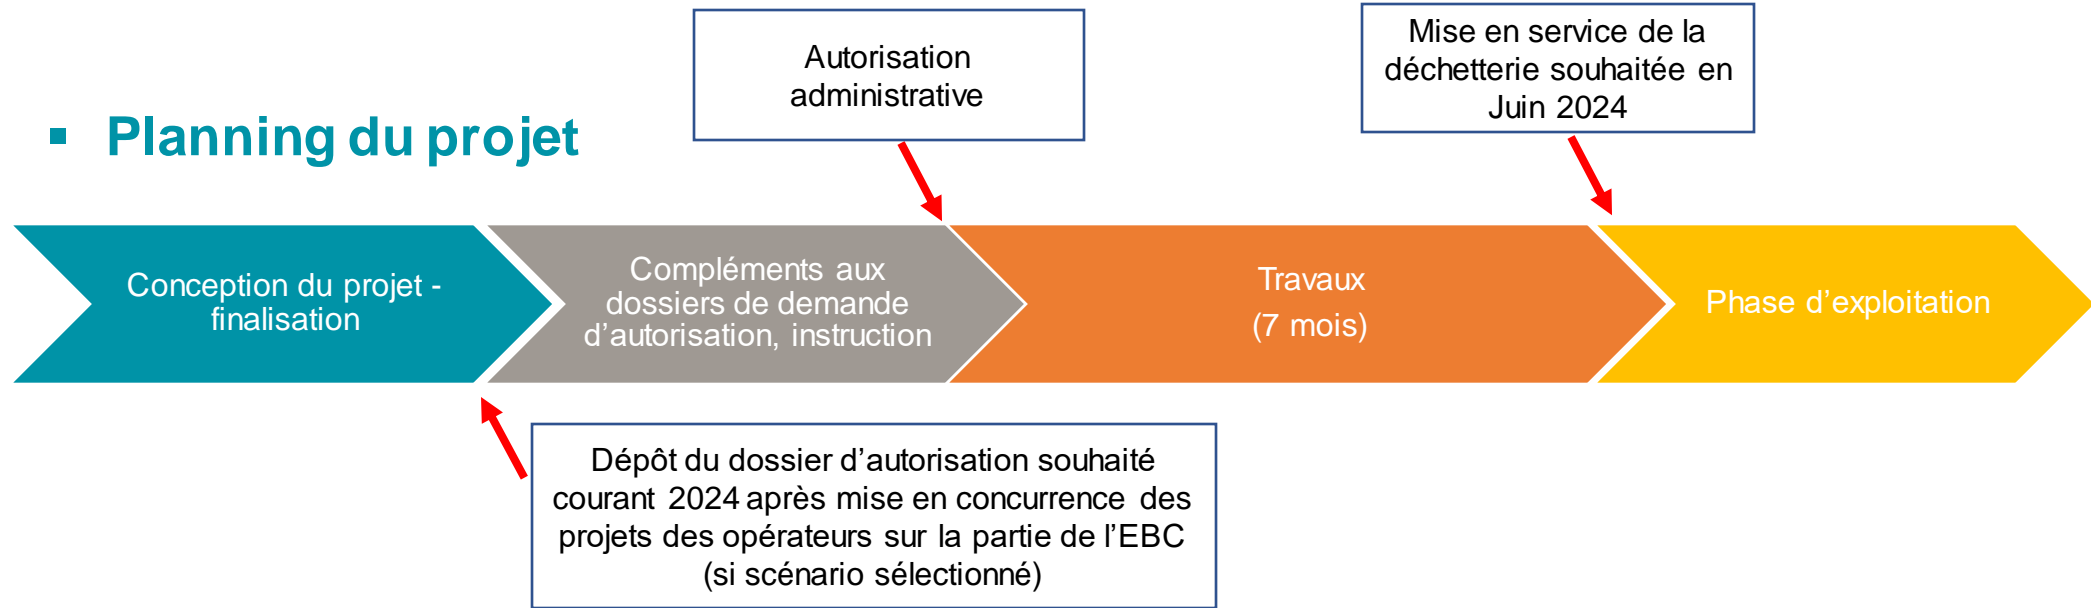 Autorisation
administrative
Mise en service de la
déchetterie souhaitée en
Juin 2024
▪ Planning du projet
Conception du projet -
finalisation
Compléments aux
dossiers de demande
d’autorisation, instruction
Travaux
(7 mois)
Phase d’exploitation
Dépôt du dossier d’autorisation souhaité
courant 2024 après mise en concurrence des
projets des opérateurs sur la partie de l’EBC
(si scénario sélectionné)